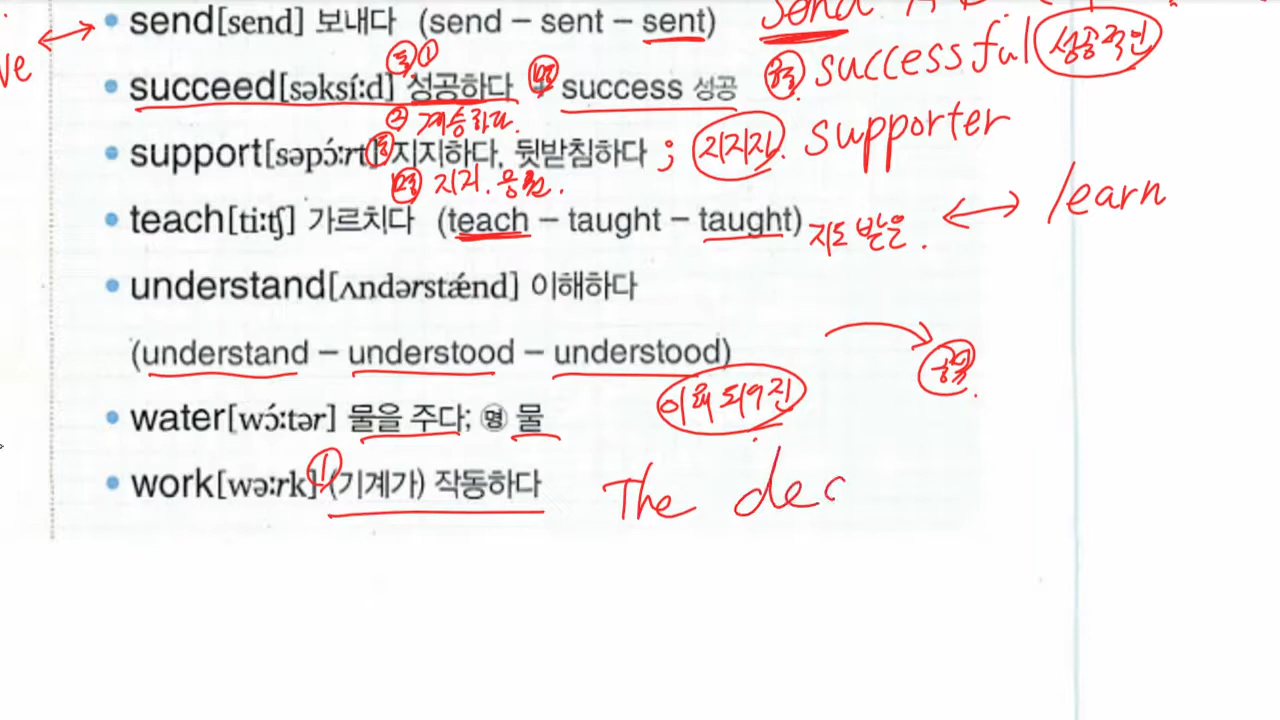 send[send] 보내다 (send – sent – sent) send
ve
succeed[səksíːd] 동① 성공하다 명 success 성공 형 successful 성공적인
② 계승하다.
support[səpɔ́ːrt] 동 지지하다, 뒷받침하다 ; 지지자. supporter
명 지지. 응원.
teach[tiːtʃ] 가르치다 (teach – taught – taught) 지도 받은. learn
understand[ʌndərstǽnd] 이해하다
(understand – understood – understood)
이해 되어진
water[wɔ́ːtər] 물을 주다; 명 물
work[wəːrk] ① (기계가) 작동하다 The dec